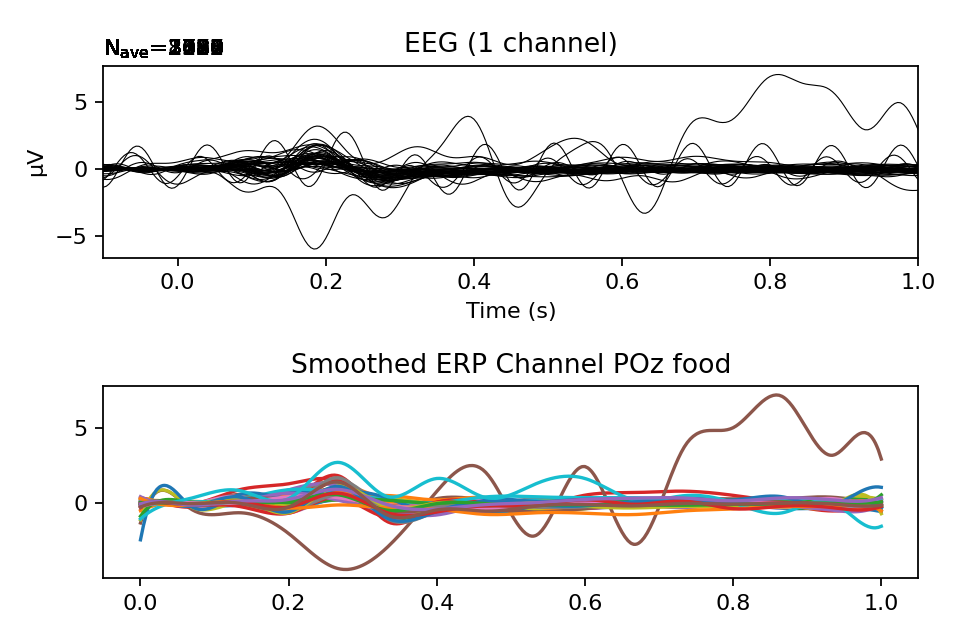 N_ave=
EEG (1 channel)
µV
5
0
−5
0.0 0.2 0.4 0.6 0.8 1.0
Time (s)
Smoothed ERP Channel POz food
5
0
0.0 0.2 0.4 0.6 0.8 1.0